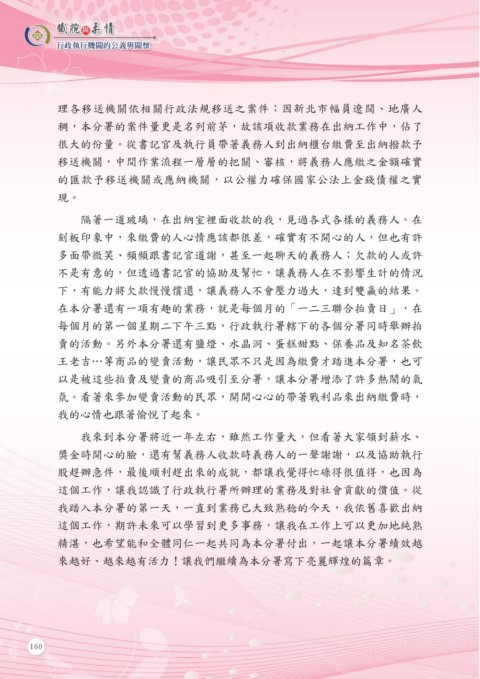 鐵腕與柔情
行政執行機關的公義與關懷
理各移送機關依相關行政法規移送之案件；因新北市幅員遼闊、地廣人
稠，本分署的案件量更是名列前茅，故該項收款業務在出納工作中，佔了
很大的份量。從書記官及執行員帶著義務人到出納櫃台繳費至出納撥款予
移送機關，中間作業流程一層層的把關、審核，將義務人應繳之金額確實
的匯款予移送機關或應納機關，以公權力確保國家公法上金錢債權之實
現。
隔著一道玻璃，在出納室裡面收款的我，見過各式各樣的義務人。在
刻板印象中，來繳費的人心情應該都很差，確實有不開心的人，但也有許
多面帶微笑、頻頻跟書記官道謝，甚至一起聊天的義務人；欠款的人或許
不是有意的，但透過書記官的協助及幫忙，讓義務人在不影響生計的情況
下，有能力將欠款慢慢償還，讓義務人不會壓力過大，達到雙贏的結果。
在本分署還有一項有趣的業務，就是每個月的「一二三聯合拍賣日」，在
每個月的第一個星期二下午三點，行政執行署轄下的各個分署同時舉辦拍
賣的活動。另外本分署還有鹽燈、水晶洞、蛋糕甜點、保養品及知名茶飲
王老吉…等商品的變賣活動，讓民眾不只是因為繳費才踏進本分署，也可
以是被這些拍賣及變賣的商品吸引至分署，讓本分署增添了許多熱鬧的氣
氛。看著來參加變賣活動的民眾，開開心心的帶著戰利品來出納繳費時，
我的心情也跟著愉悅了起來。
我來到本分署將近一年左右，雖然工作量大，但看著大家領到薪水、
獎金時開心的臉，還有幫義務人收款時義務人的一聲謝謝，以及協助執行
股趕辦急件，最後順利趕出來的成就，都讓我覺得忙碌得很值得，也因為
這個工作，讓我認識了行政執行署所辦理的業務及對社會貢獻的價值。從
我踏入本分署的第一天，一直到業務已大致熟稔的今天，我依舊喜歡出納
這個工作，期許未來可以學習到更多事務，讓我在工作上可以更加地純熟
精湛，也希望能和全體同仁一起共同為本分署付出，一起讓本分署績效越
來越好、越來越有活力！讓我們繼續為本分署寫下亮麗輝煌的篇章。
160